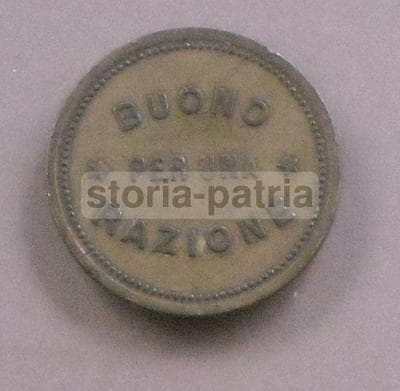 BUONO
* PER UNA *
storia-patria
RAZIONE